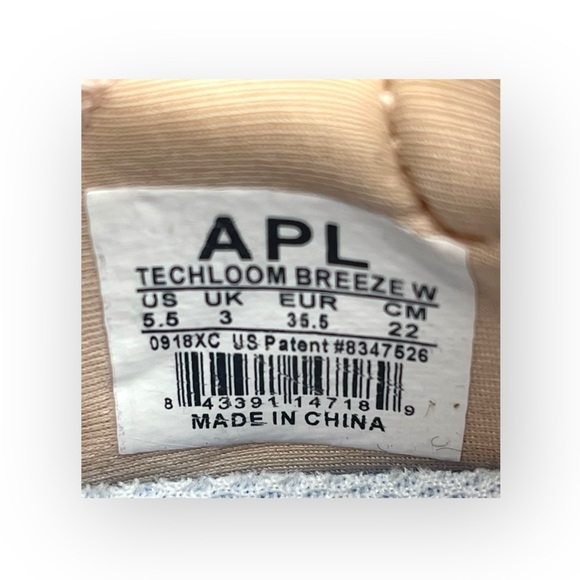 APL
TECHLOOM BREEZE W
US UK EUR CM
5.5 3 35.5 22
0918XC US Patent #8347526
8 43391 14718 9
MADE IN CHINA